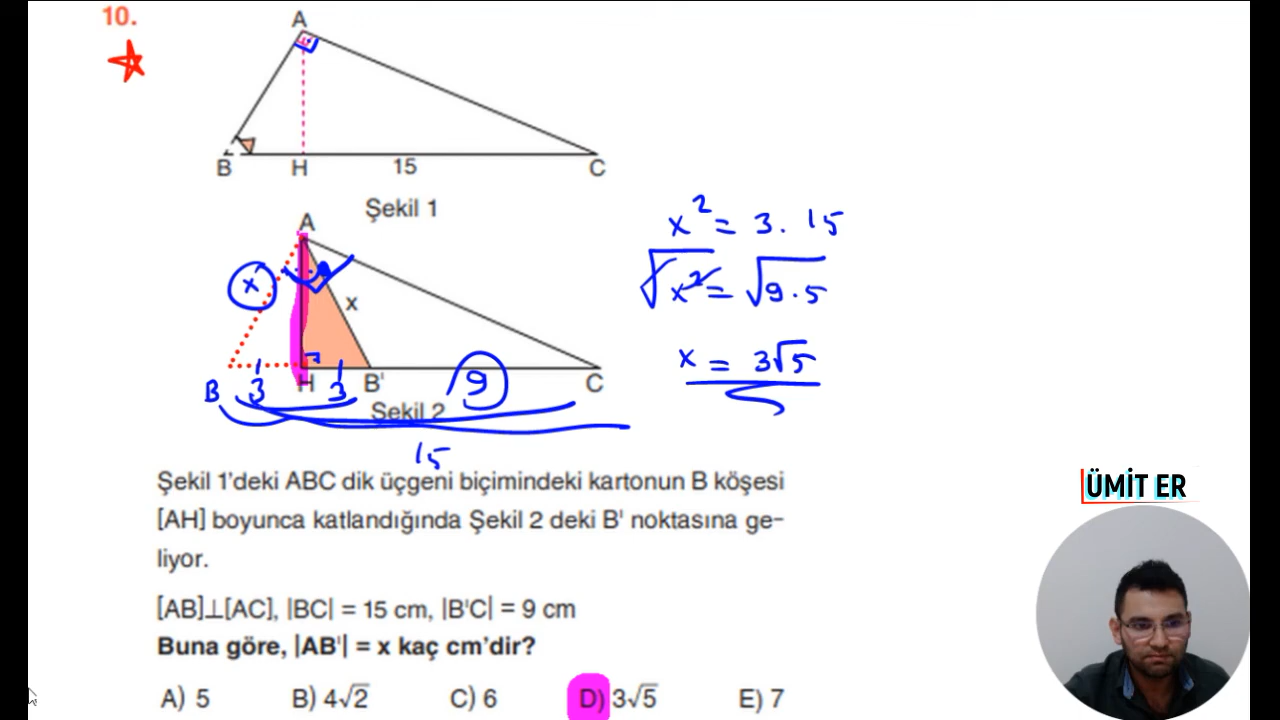 10.
A
B H 15 C
Şekil 1
A
x
x
B 3 H 3 B' 9 C
Şekil 2
15
x² = 3. 15
√x² = √9.5
x = 3√5
ÜMİT ER
Şekil 1'deki ABC dik üçgeni biçimindeki kartonun B köşesi
[AH] boyunca katlandığında Şekil 2 deki B' noktasına ge-
liyor.
[AB]⊥[AC], |BC| = 15 cm, |B'C| = 9 cm
Buna göre, |AB'| = x kaç cm'dir?
A) 5 B) 4√2 C) 6 D) 3√5 E) 7